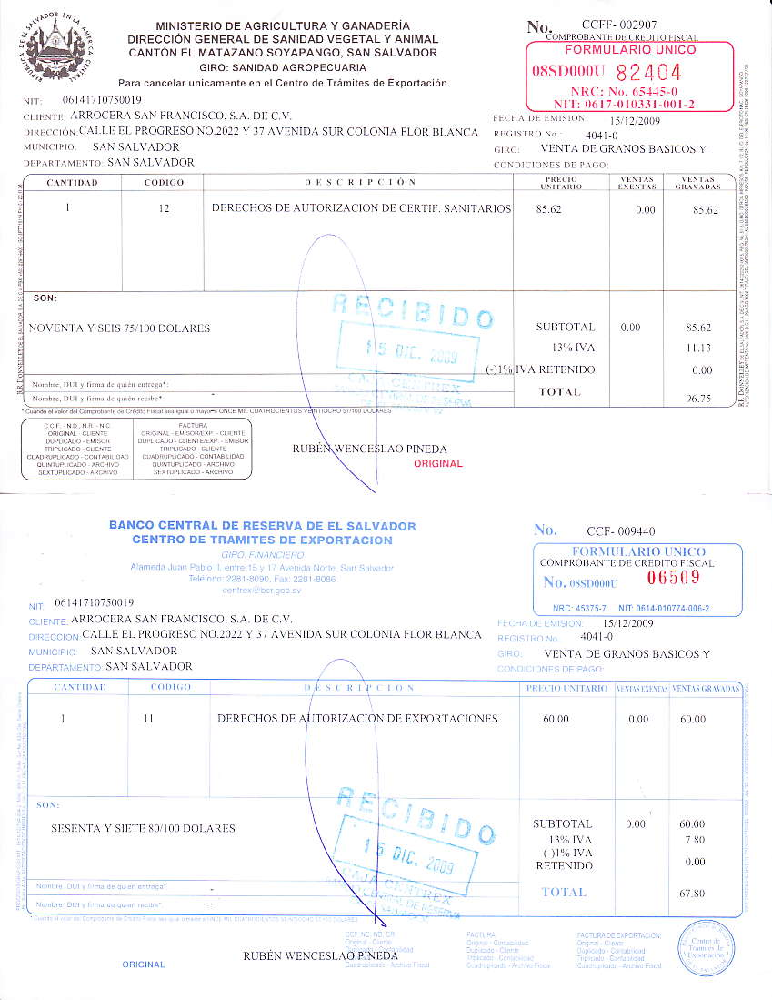 REPUBLICA DE EL SALVADOR EN LA AMERICA CENTRAL
MINISTERIO DE AGRICULTURA Y GANADERÍA
DIRECCIÓN GENERAL DE SANIDAD VEGETAL Y ANIMAL
CANTÓN EL MATAZANO SOYAPANGO, SAN SALVADOR
GIRO: SANIDAD AGROPECUARIA
Para cancelar unicamente en el Centro de Trámites de Exportación
No. CCFF- 002907
COMPROBANTE DE CREDITO FISCAL
FORMULARIO UNICO
08SD000U 82404
NRC: No. 65445-0
NIT: 0617-010331-001-2
NIT: 06141710750019
CLIENTE: ARROCERA SAN FRANCISCO, S.A. DE C.V.
DIRECCIÓN: CALLE EL PROGRESO NO.2022 Y 37 AVENIDA SUR COLONIA FLOR BLANCA
MUNICIPIO: SAN SALVADOR
DEPARTAMENTO: SAN SALVADOR
FECHA DE EMISION: 15/12/2009
REGISTRO No.: 4041-0
GIRO: VENTA DE GRANOS BASICOS Y
CONDICIONES DE PAGO:
CANTIDAD CODIGO DESCRIPCIÓN PRECIO UNITARIO VENTAS EXENTAS VENTAS GRAVADAS
1 12 DERECHOS DE AUTORIZACION DE CERTIF. SANITARIOS 85.62 0.00 85.62
SON:
NOVENTA Y SEIS 75/100 DOLARES
RECIBIDO
15 DIC. 2009
CAJA CENTREX
SUBTOTAL 0.00 85.62
13% IVA 11.13
(-)1% IVA RETENIDO 0.00
TOTAL 96.75
Nombre, DUI y firma de quién entrega*:
Nombre, DUI y firma de quién recibe* -
* Cuando el valor del Comprobante de Crédito Fiscal sea igual o mayor a ONCE MIL CUATROCIENTOS VEINTIOCHO 57/100 DOLARES
C.C.F. - N.D., N.R. - N.C
ORIGINAL - CLIENTE
DUPLICADO - EMISOR
TRIPLICADO - CLIENTE
CUADRUPLICADO - CONTABILIDAD
QUINTUPLICADO - ARCHIVO
SEXTUPLICADO - ARCHIVO
FACTURA
ORIGINAL - EMISOR/EXP. - CLIENTE
DUPLICADO - CLIENTE/EXP. - EMISOR
TRIPLICADO - CLIENTE
CUADRUPLICADO - CONTABILIDAD
QUINTUPLICADO - ARCHIVO
SEXTUPLICADO - ARCHIVO
RUBÉN WENCESLAO PINEDA
ORIGINAL
BANCO CENTRAL DE RESERVA DE EL SALVADOR
CENTRO DE TRAMITES DE EXPORTACION
GIRO: FINANCIERO
Alameda Juan Pablo II, entre 15 y 17 Avenida Norte, San Salvador
Teléfono: 2281-8090, Fax: 2281-8086
centrex@bcr.gob.sv
No. CCF- 009440
FORMULARIO UNICO
COMPROBANTE DE CREDITO FISCAL
No. 08SD000U 06509
NRC: 45375-7 NIT: 0614-010774-006-2
NIT: 06141710750019
CLIENTE: ARROCERA SAN FRANCISCO, S.A. DE C.V.
DIRECCION: CALLE EL PROGRESO NO.2022 Y 37 AVENIDA SUR COLONIA FLOR BLANCA
MUNICIPIO: SAN SALVADOR
DEPARTAMENTO: SAN SALVADOR
FECHA DE EMISION: 15/12/2009
REGISTRO No. 4041-0
GIRO: VENTA DE GRANOS BASICOS Y
CONDICIONES DE PAGO:
CANTIDAD CODIGO DESCRIPCION PRECIO UNITARIO VENTAS EXENTAS VENTAS GRAVADAS
1 11 DERECHOS DE AUTORIZACION DE EXPORTACIONES 60.00 0.00 60.00
SON:
SESENTA Y SIETE 80/100 DOLARES
RECIBIDO
15 DIC. 2009
CAJA CENTREX
CENTRAL DE RESERVA
SUBTOTAL 0.00 60.00
13% IVA 7.80
(-)1% IVA RETENIDO 0.00
TOTAL 67.80
Nombre, DUI y firma de quien entrega* -
Nombre, DUI y firma de quien recibe* -
* Cuando el valor del Comprobante de Crédito Fiscal sea igual o mayor a ONCE MIL CUATROCIENTOS VEINTIOCHO 57/100 DOLARES
ORIGINAL
RUBÉN WENCESLAO PINEDA
CCF, NC, ND, CR
Original - Cliente
Duplicado - Emisor
Triplicado - Contabilidad
Cuadruplicado - Archivo Fiscal
FACTURA:
Original - Contabilidad
Duplicado - Cliente
Triplicado - Contabilidad
Cuadruplicado - Archivo Fiscal
FACTURA DE EXPORTACIÓN:
Original - Cliente
Duplicado - Contabilidad
Triplicado - Contabilidad
Cuadruplicado - Archivo Fiscal
Centro de
Trámites de
Exportación